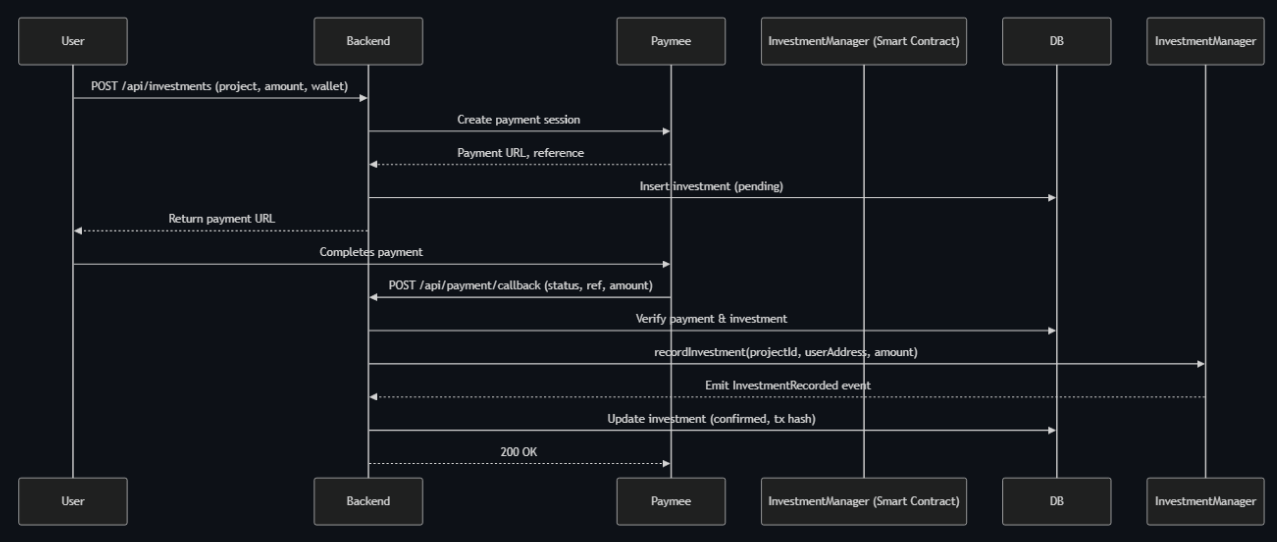 User
Backend
Paymee
InvestmentManager (Smart Contract)
DB
InvestmentManager
POST /api/investments (project, amount, wallet)
Create payment session
Payment URL, reference
Insert investment (pending)
Return payment URL
Completes payment
POST /api/payment/callback (status, ref, amount)
Verify payment & investment
recordInvestment(projectId, userAddress, amount)
Emit InvestmentRecorded event
Update investment (confirmed, tx hash)
200 OK
User
Backend
Paymee
InvestmentManager (Smart Contract)
DB
InvestmentManager